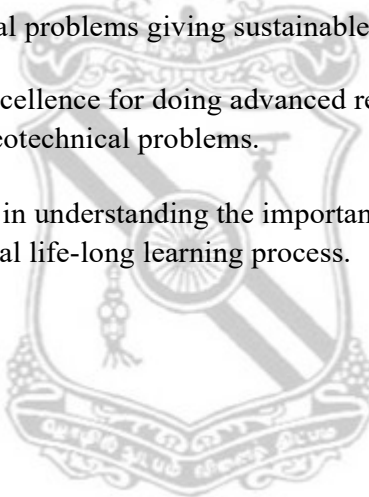 al problems giving sustainable
cellence for doing advanced re
eotechnical problems.
in understanding the importan
al life-long learning process.